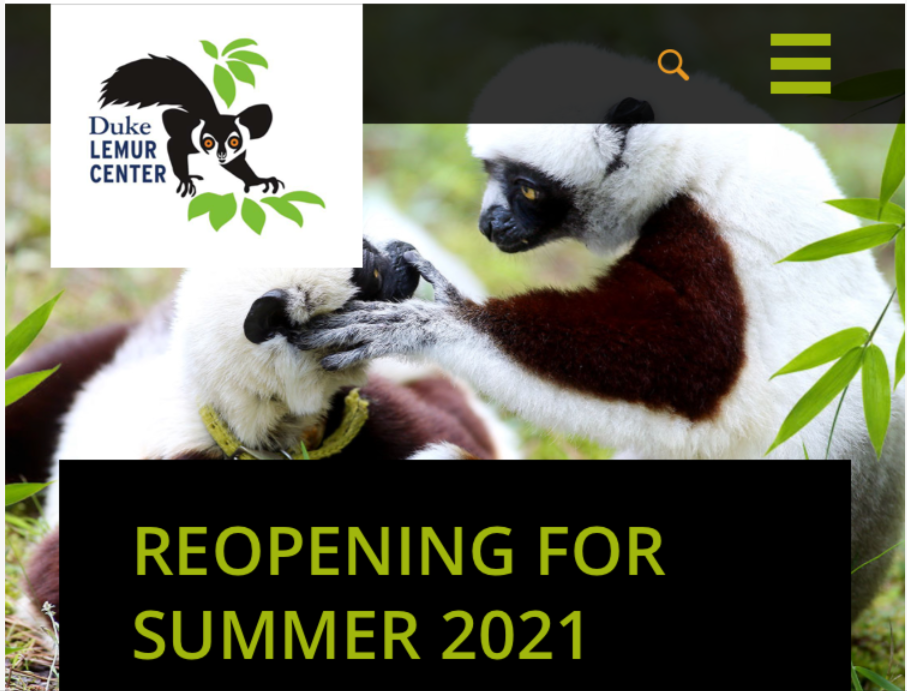 Duke
LEMUR
CENTER
REOPENING FOR
SUMMER 2021